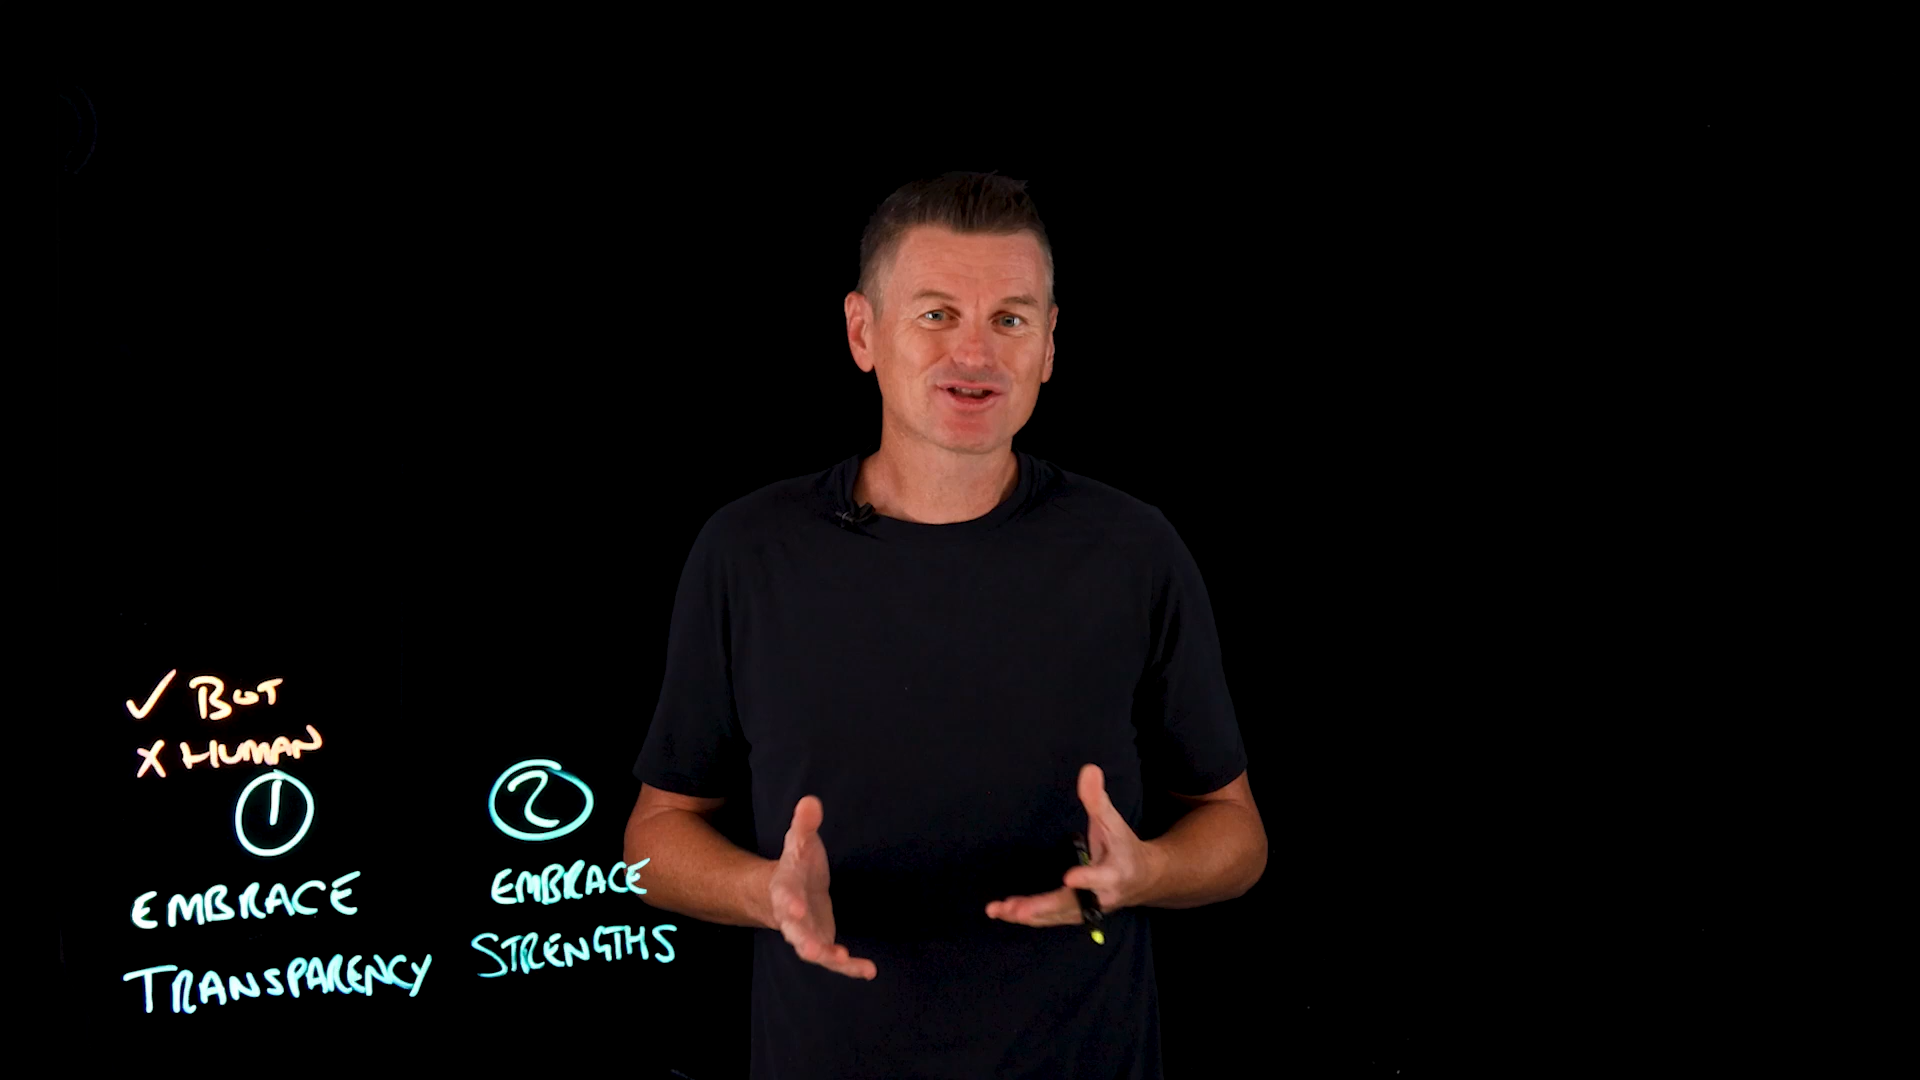 ✓ BOT
X HUMAN
1
EMBRACE
TRANSPARENCY
2
EMBRACE
STRENGTHS